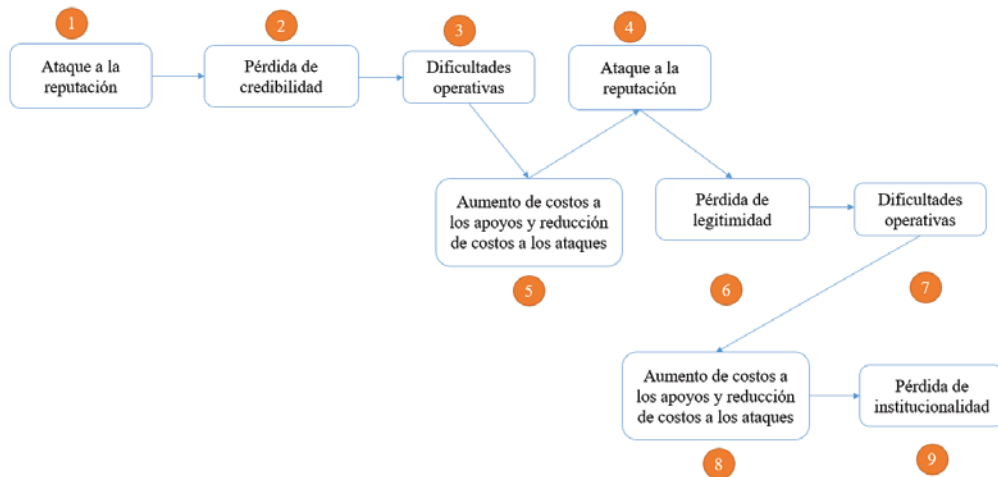 1
2
3
4
Ataque a la
reputación
Pérdida de
credibilidad
Dificultades
operativas
Ataque a la
reputación
Aumento de costos a
los apoyos y reducción
de costos a los ataques
Pérdida de
legitimidad
Dificultades
operativas
5
6
7
Aumento de costos a
los apoyos y reducción
de costos a los ataques
Pérdida de
institucionalidad
8
9